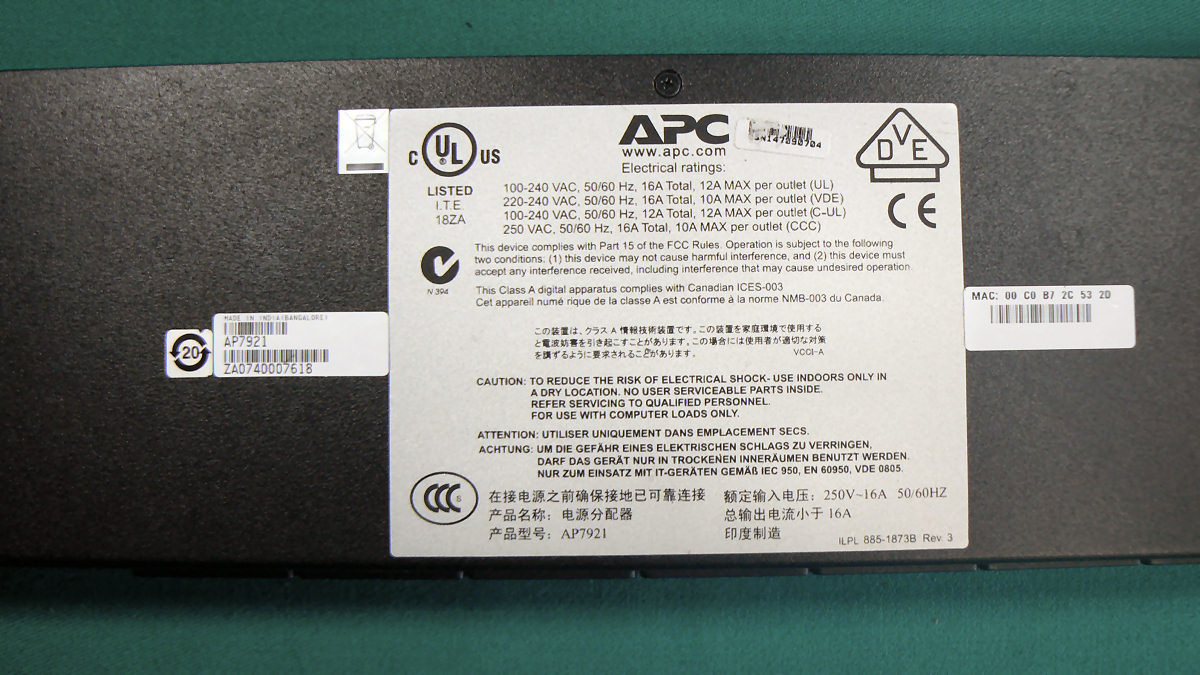 APC
www.apc.com
Electrical ratings:
100-240 VAC, 50/60 Hz, 16A Total, 12A MAX per outlet (UL)
220-240 VAC, 50/60 Hz, 16A Total, 10A MAX per outlet (VDE)
100-240 VAC, 50/60 Hz, 12A Total, 12A MAX per outlet (C-UL)
250 VAC, 50/60 Hz, 16A Total, 10A MAX per outlet (CCC)
C UL US
®
LISTED
I.T.E.
18ZA
DVE
CE
N 394
This device complies with Part 15 of the FCC Rules. Operation is subject to the following
two conditions: (1) this device may not cause harmful interference, and (2) this device must
accept any interference received, including interference that may cause undesired operation.
This Class A digital apparatus complies with Canadian ICES-003
Cet appareil numé rique de la classe A est conforme à la norme NMB-003 du Canada.
MAC: 00 C0 B7 2C 53 2D
MADE IN INDIA(BANGALORE)
AP7921
ZA0740007618
20
この装置は、クラス A 情報技術装置です。この装置を家庭環境で使用する
と電波妨害を引き起こすことがあります。この場合には使用者が適切な対策
を講ずるように要求されることがあります。 VCCI-A
CAUTION: TO REDUCE THE RISK OF ELECTRICAL SHOCK- USE INDOORS ONLY IN
A DRY LOCATION. NO USER SERVICEABLE PARTS INSIDE.
REFER SERVICING TO QUALIFIED PERSONNEL.
FOR USE WITH COMPUTER LOADS ONLY.
ATTENTION: UTILISER UNIQUEMENT DANS EMPLACEMENT SECS.
ACHTUNG: UM DIE GEFÄHR EINES ELEKTRISCHEN SCHLAGS ZU VERRINGEN,
DARF DAS GERÄT NUR IN TROCKENEN INNERÄUMEN BENUTZT WERDEN.
NUR ZUM EINSATZ MIT IT-GERÄTEN GEMÄß IEC 950, EN 60950, VDE 0805.
CCC S
在接电源之前确保接地已可靠连接
产品名称: 电源分配器
产品型号: AP7921
额定输入电压: 250V~16A 50/60HZ
总输出电流小于 16A
印度制造
ILPL 885-1873B Rev 3